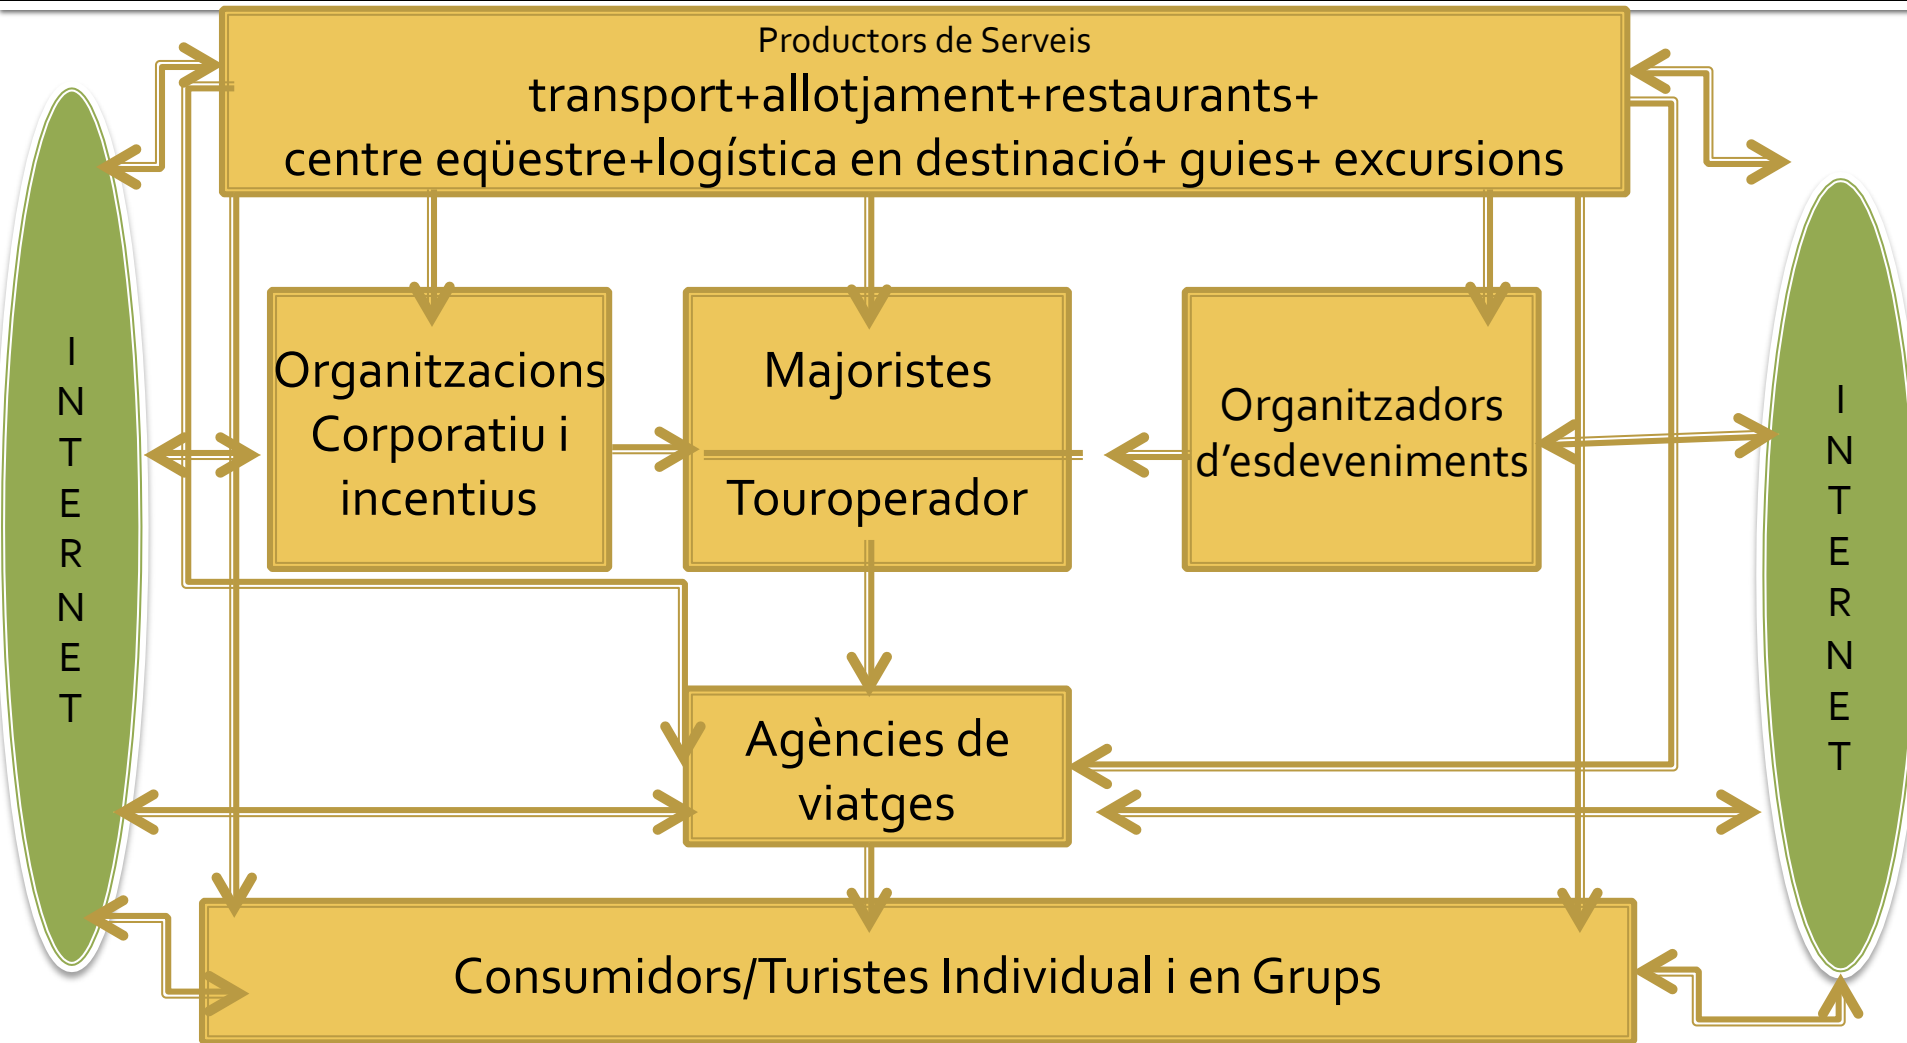 Productors de Serveis
transport+allotjament+restaurants+
centre eqüestre+logística en destinació+ guies+ excursions
I
N
T
E
R
N
E
T
Organitzacions
Corporatiu i
incentius
Majoristes
Touroperador
Organitzadors
d'esdeveniments
I
N
T
E
R
N
E
T
Agències de
viatges
Consumidors/Turistes Individual i en Grups